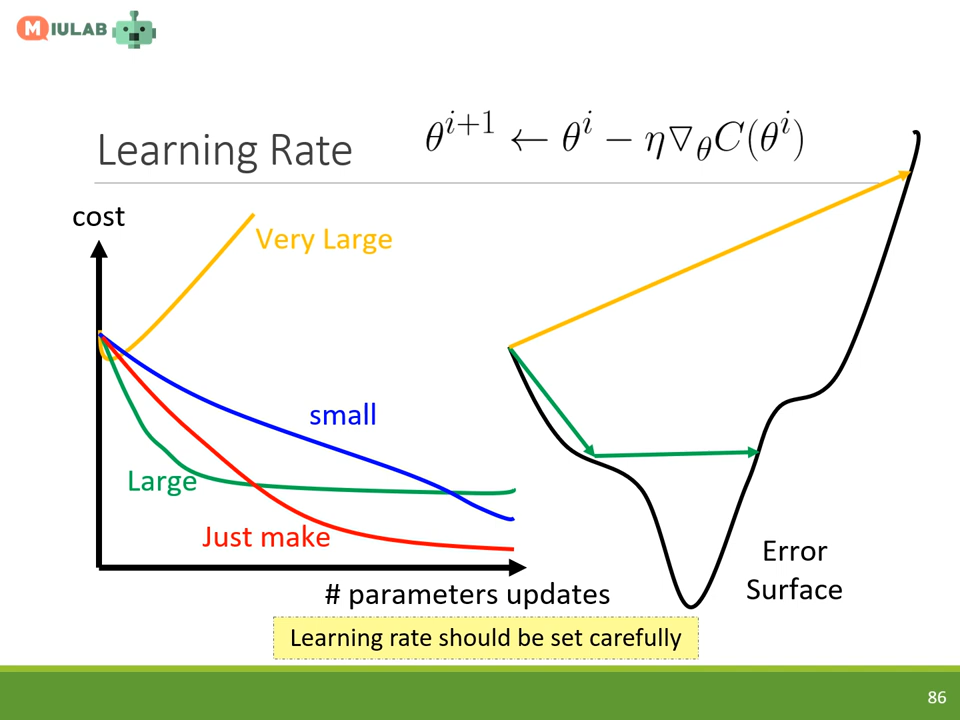 MIULAB
Learning Rate
θ^{i+1} ← θ^i − η∇_θC(θ^i)
cost
Very Large
small
Large
Just make
Error
Surface
# parameters updates
Learning rate should be set carefully
86